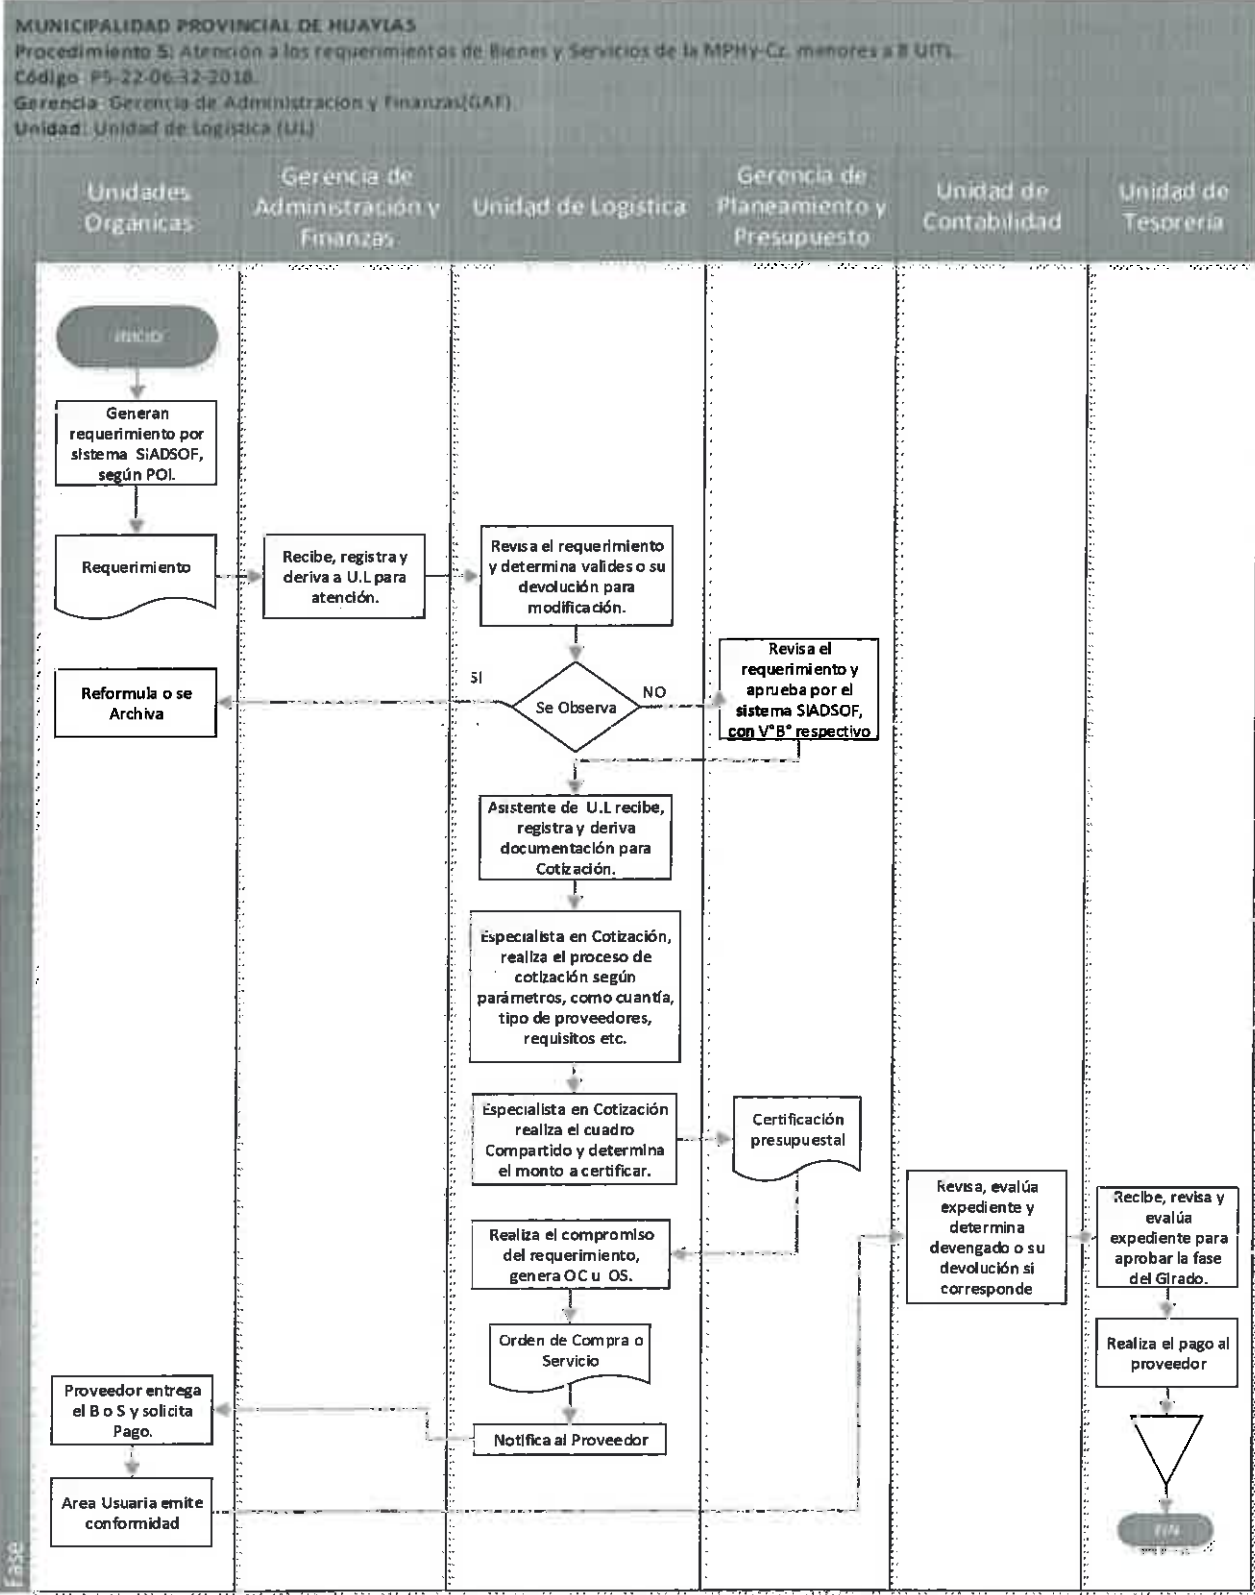 MUNICIPALIDAD PROVINCIAL DE HUAYLAS
Procedimiento 5: Atención a los requerimientos de Bienes y Servicios de la MPHy-Cz. menores a 8 UITs.
Código P5-22-06.32-2018.
Gerencia Gerencia de Administración y Finanzas(GAF).
Unidad: Unidad de Logística (UL)
Unidades
Orgánicas
Gerencia de
Administración y
Finanzas
Unidad de Logística
Gerencia de
Planeamiento y
Presupuesto
Unidad de
Contabilidad
Unidad de
Tesorería
INICIO
Generan
requerimiento por
sistema SiADSOF,
según POI.
Requerimiento
Recibe, registra y
deriva a U.L para
atención.
Revisa el requerimiento
y determina valides o su
devolución para
modificación.
Reformula o se
Archiva
SI
Se Observa
NO
Revisa el
requerimiento y
aprueba por el
sistema SIADSOF,
con V°B° respectivo
Asistente de U.L recibe,
registra y deriva
documentación para
Cotización.
Especialista en Cotización,
realiza el proceso de
cotización según
parámetros, como cuantía,
tipo de proveedores,
requisitos etc.
Especialista en Cotización
realiza el cuadro
Compartido y determina
el monto a certificar.
Certificación
presupuestal
Realiza el compromiso
del requerimiento,
genera OC u OS.
Revisa, evalúa
expediente y
determina
devengado o su
devolución si
corresponde
Recibe, revisa y
evalúa
expediente para
aprobar la fase
del Girado.
Orden de Compra o
Servicio
Realiza el pago al
proveedor
Proveedor entrega
el B o S y solicita
Pago.
Notifica al Proveedor
Area Usuaria emite
conformidad
FIN
Fase